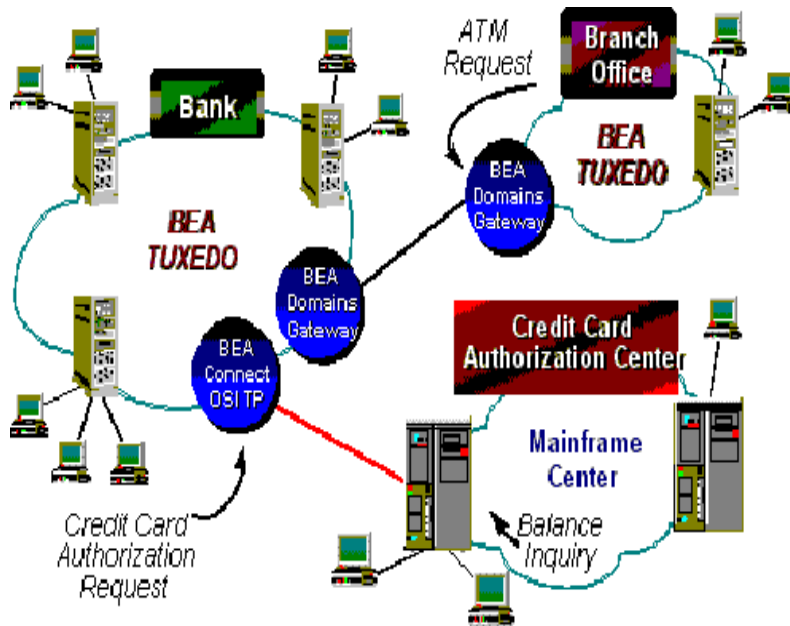 ATM
Request
Branch
Office
Bank
BEA
TUXEDO
BEA
Domains
Gateway
BEA
TUXEDO
BEA
Domains
Gateway
BEA
Connect
OSI TP
Credit Card
Authorization Center
Mainframe
Center
Credit Card
Authorization
Request
Balance
Inquiry